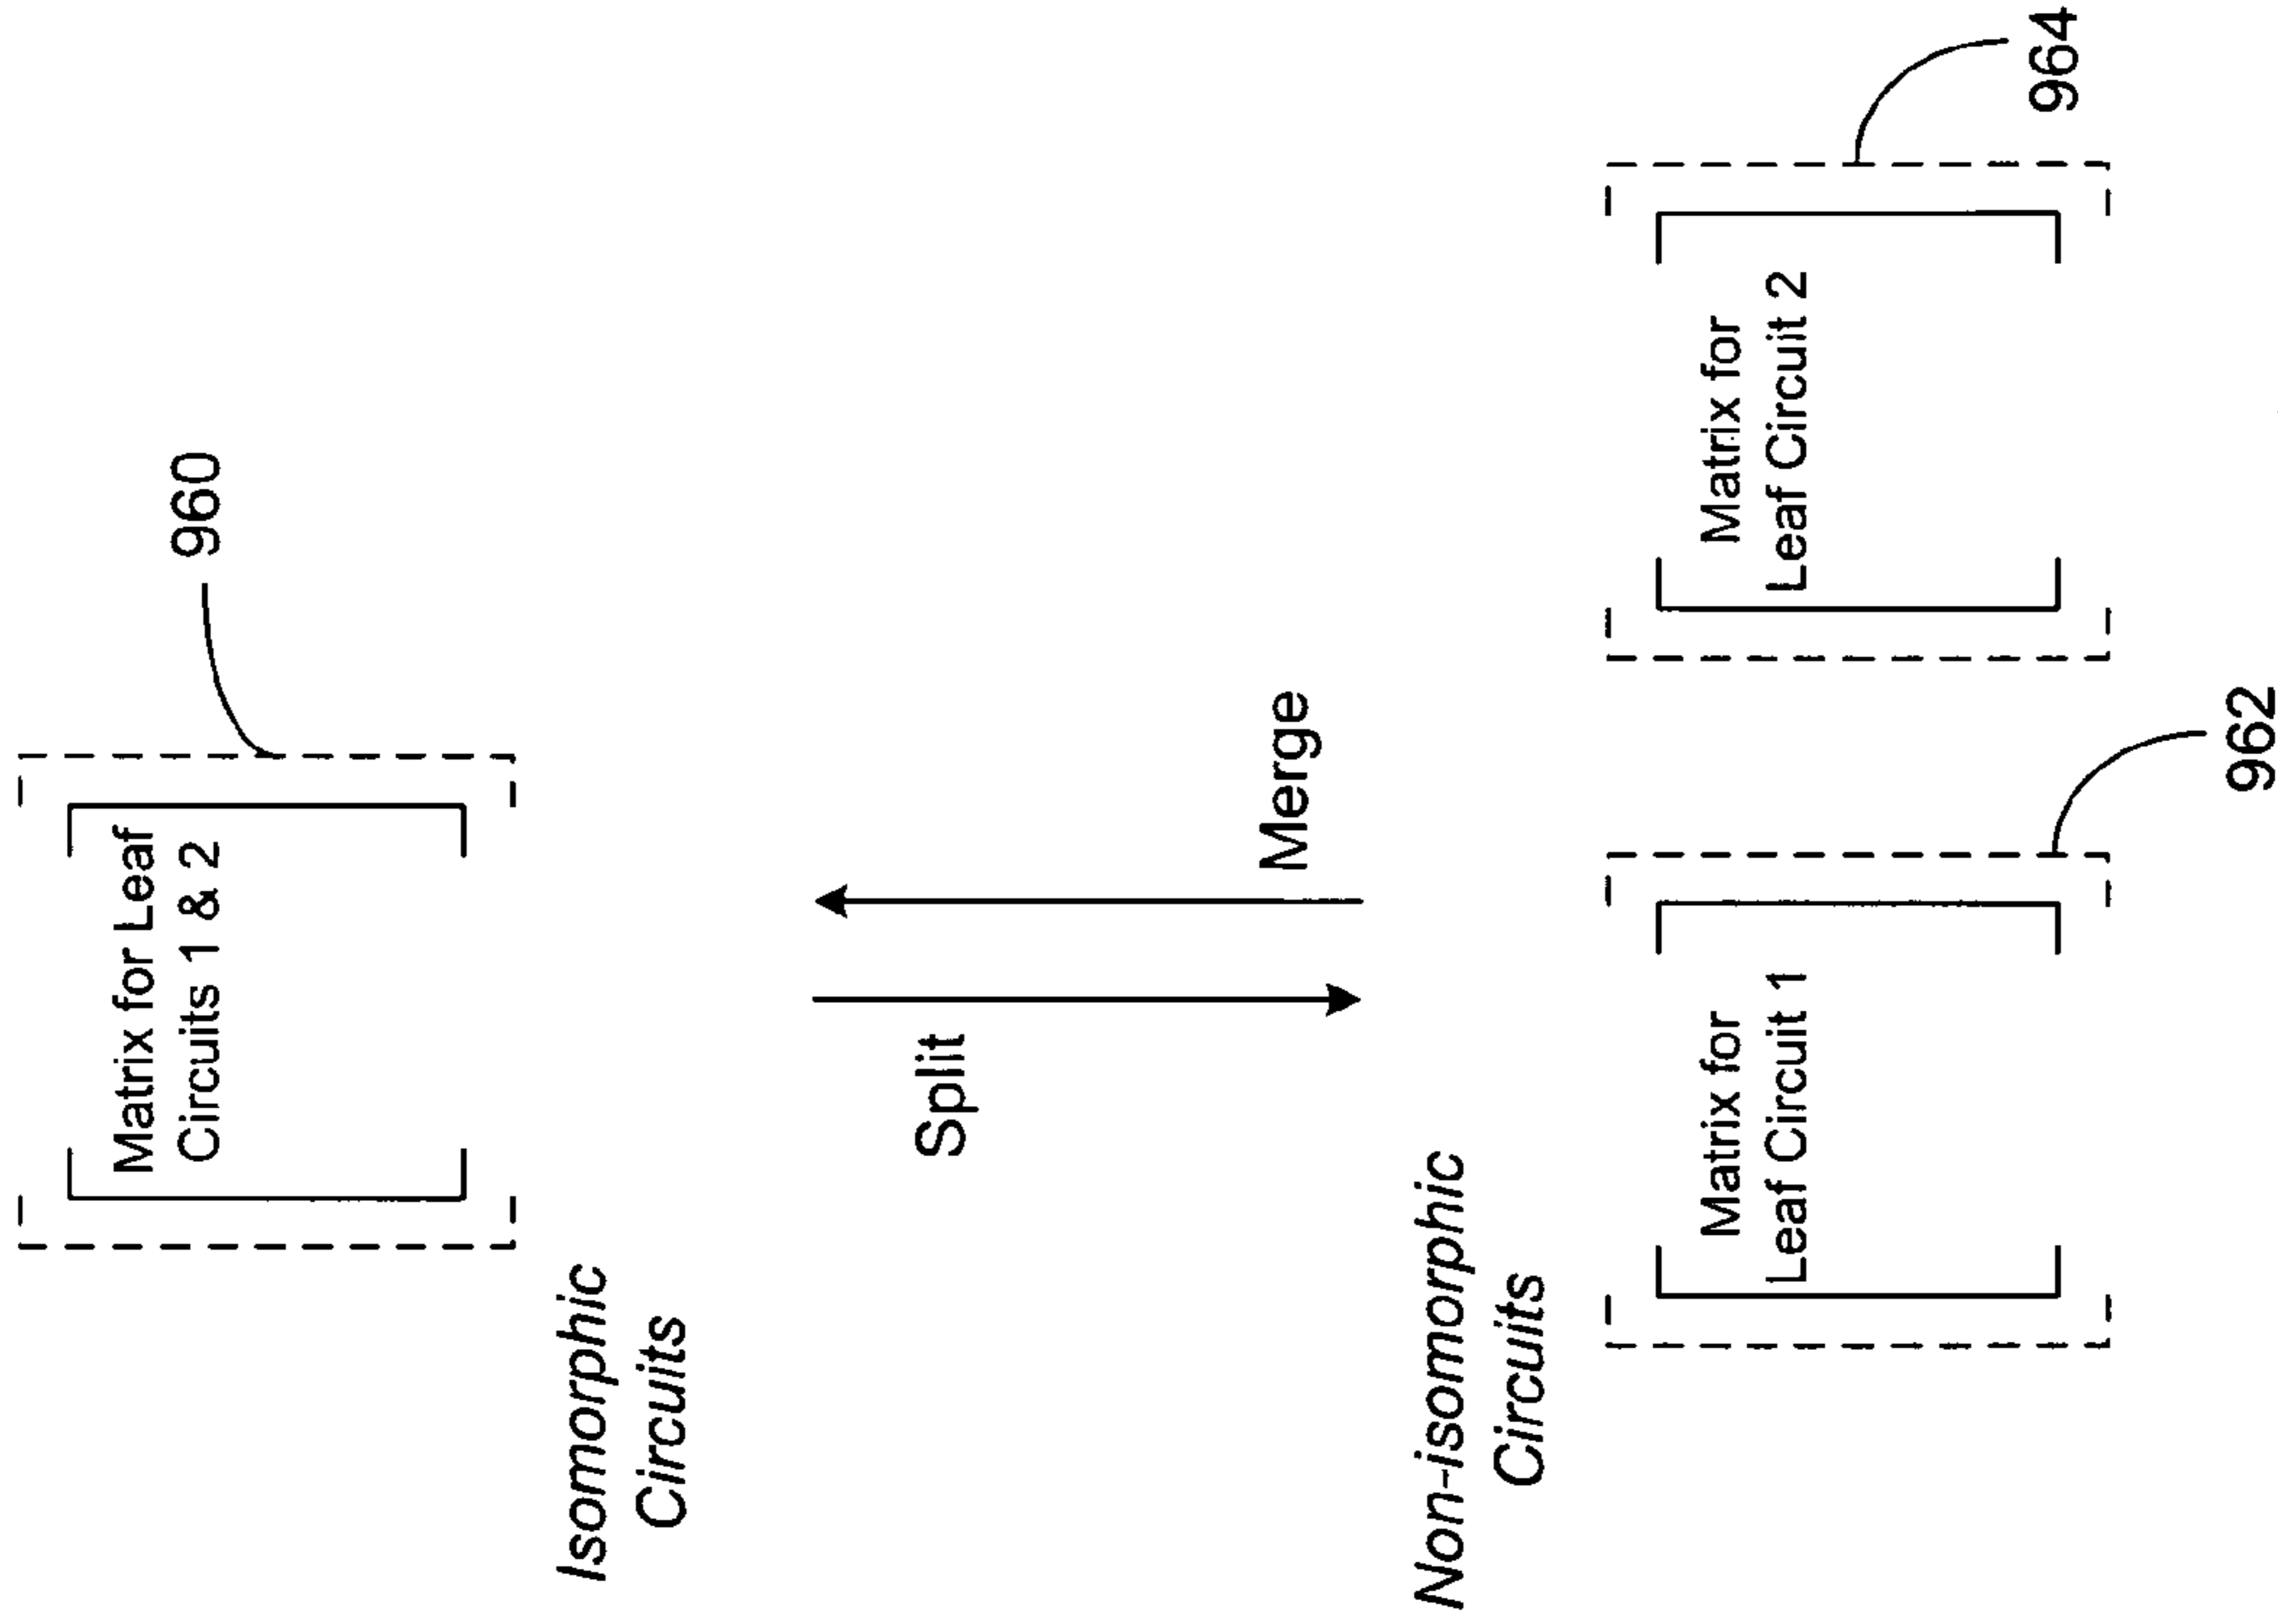 960
Matrix for Leaf
Circuits 1 & 2
Isomorphic
Circuits
Split
Merge
Non-isomorphic
Circuits
Matrix for
Leaf Circuit 1
962
Matrix for
Leaf Circuit 2
964